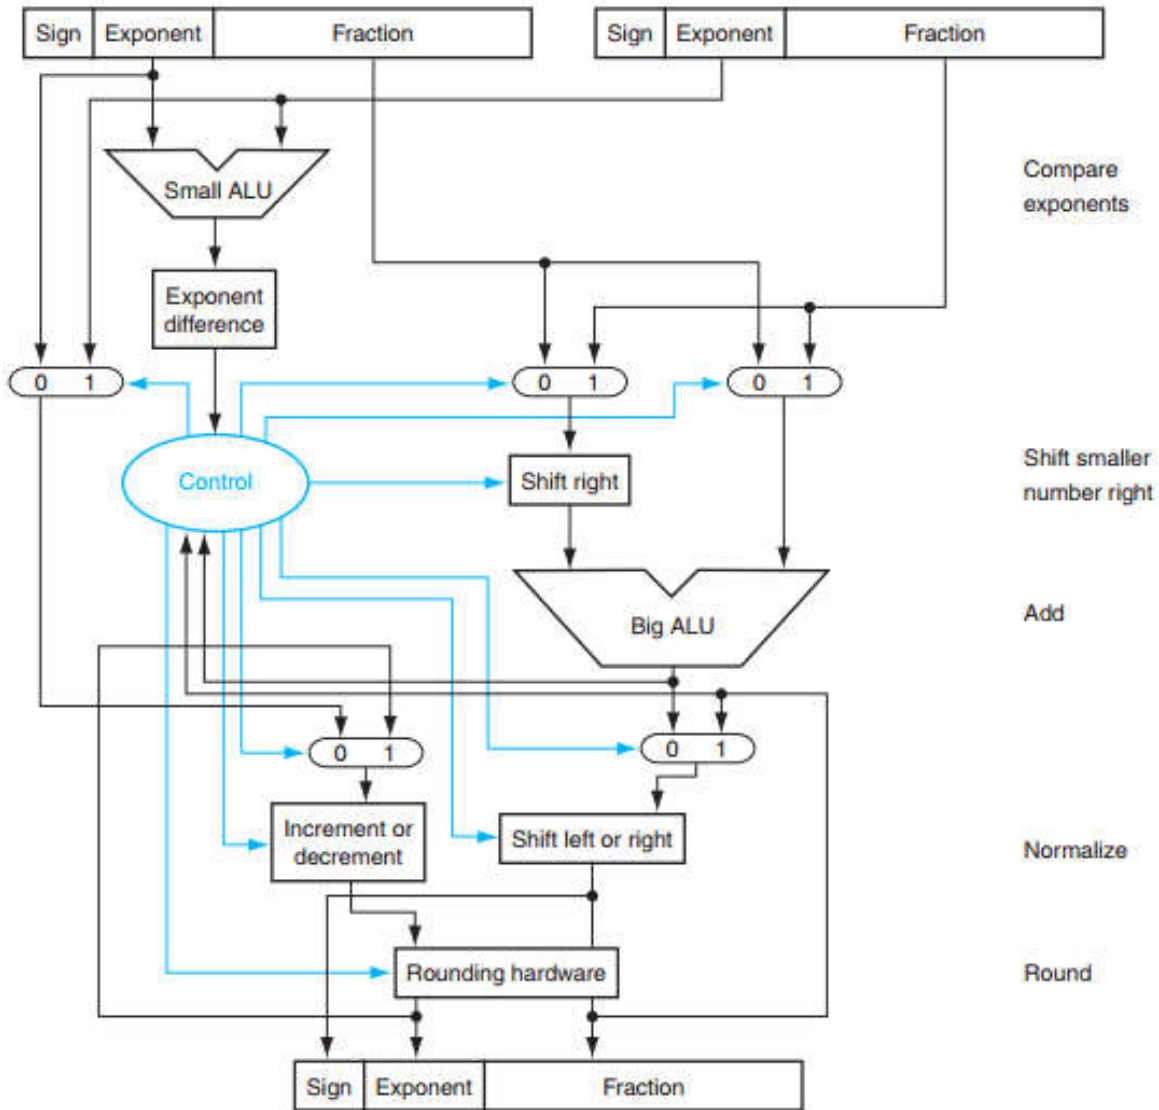 Sign Exponent Fraction
Sign Exponent Fraction
Small ALU
Compare
exponents
Exponent
difference
0 1
0 1
0 1
Control
Shift right
Shift smaller
number right
Big ALU
Add
0 1
0 1
Increment or
decrement
Shift left or right
Normalize
Rounding hardware
Round
Sign Exponent Fraction